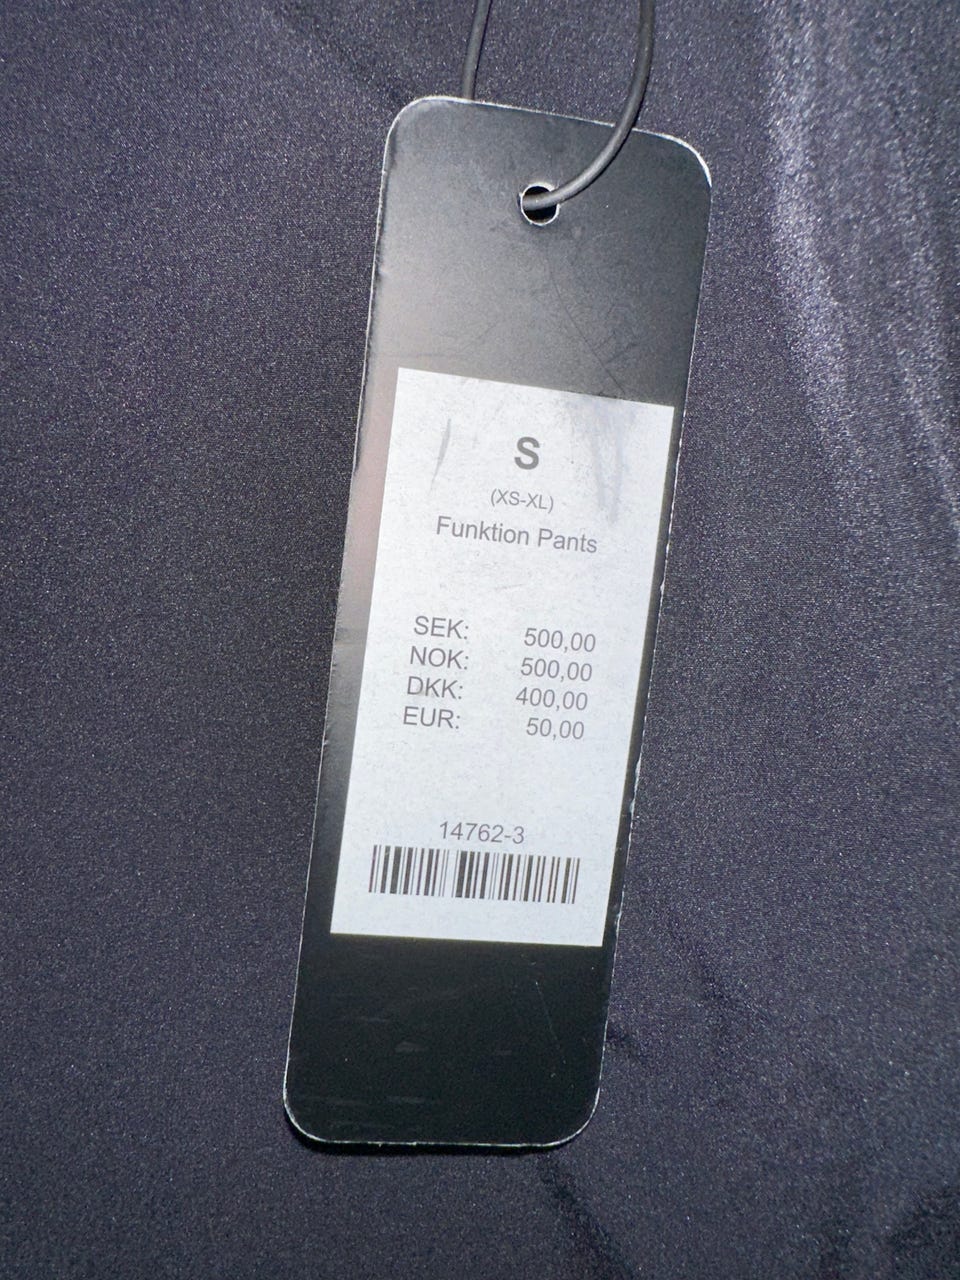 S
(XS-XL)
Funktion Pants
SEK: 500,00
NOK: 500,00
DKK: 400,00
EUR: 50,00
14762-3